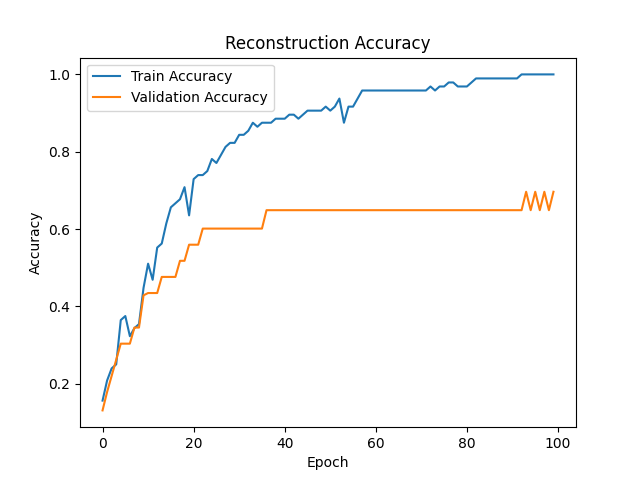 Reconstruction Accuracy
Train Accuracy
Validation Accuracy
1.0
0.8
0.6
0.4
0.2
Accuracy
0 20 40 60 80 100
Epoch